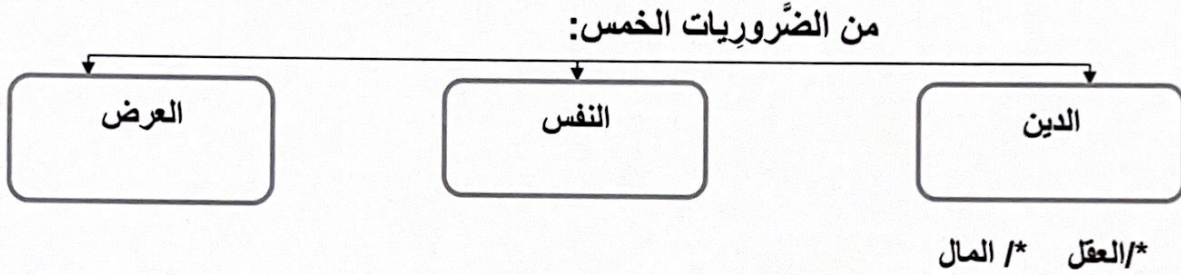 من الضَّروريات الخمس:
الدين
النفس
العرض
*/العقل */ المال